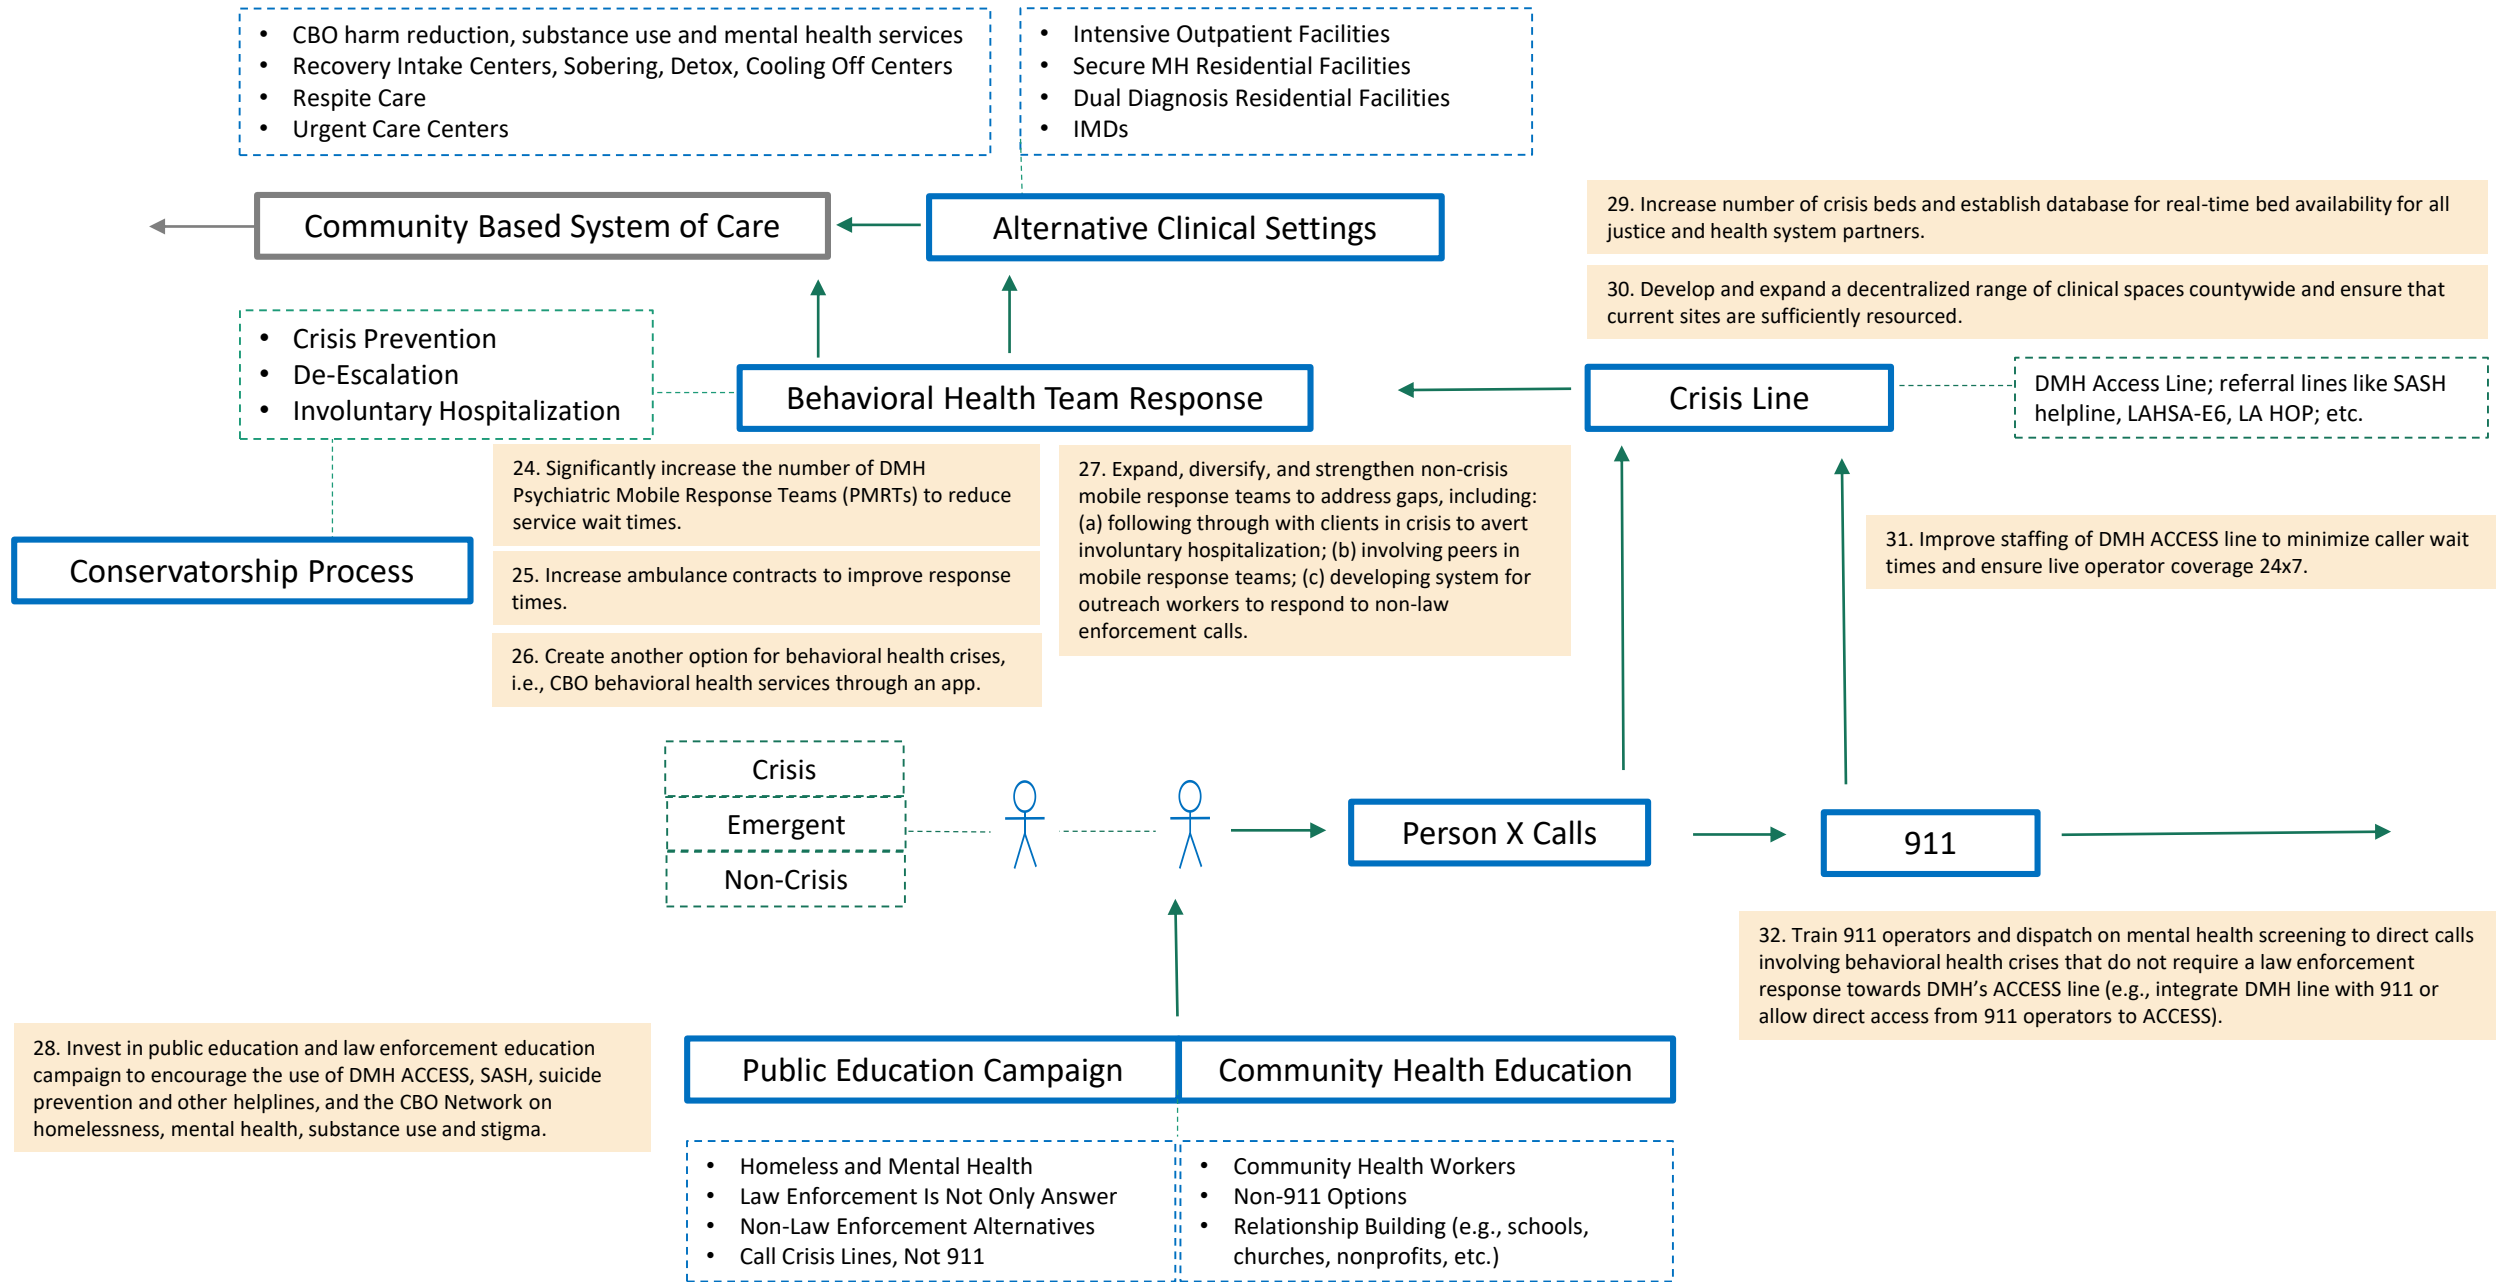 • CBO harm reduction, substance use and mental health services
• Recovery Intake Centers, Sobering, Detox, Cooling Off Centers
• Respite Care
• Urgent Care Centers
• Intensive Outpatient Facilities
• Secure MH Residential Facilities
• Dual Diagnosis Residential Facilities
• IMDs
Community Based System of Care
Alternative Clinical Settings
29. Increase number of crisis beds and establish database for real-time bed availability for all
justice and health system partners.
30. Develop and expand a decentralized range of clinical spaces countywide and ensure that
current sites are sufficiently resourced.
• Crisis Prevention
• De-Escalation
• Involuntary Hospitalization
Behavioral Health Team Response
Crisis Line
DMH Access Line; referral lines like SASH
helpline, LAHSA-E6, LA HOP; etc.
Conservatorship Process
24. Significantly increase the number of DMH
Psychiatric Mobile Response Teams (PMRTs) to reduce
service wait times.
25. Increase ambulance contracts to improve response
times.
26. Create another option for behavioral health crises,
i.e., CBO behavioral health services through an app.
27. Expand, diversify, and strengthen non-crisis
mobile response teams to address gaps, including:
(a) following through with clients in crisis to avert
involuntary hospitalization; (b) involving peers in
mobile response teams; (c) developing system for
outreach workers to respond to non-law
enforcement calls.
31. Improve staffing of DMH ACCESS line to minimize caller wait
times and ensure live operator coverage 24x7.
Crisis
Emergent
Non-Crisis
Person X Calls
911
32. Train 911 operators and dispatch on mental health screening to direct calls
involving behavioral health crises that do not require a law enforcement
response towards DMH’s ACCESS line (e.g., integrate DMH line with 911 or
allow direct access from 911 operators to ACCESS).
28. Invest in public education and law enforcement education
campaign to encourage the use of DMH ACCESS, SASH, suicide
prevention and other helplines, and the CBO Network on
homelessness, mental health, substance use and stigma.
Public Education Campaign
Community Health Education
• Homeless and Mental Health
• Law Enforcement Is Not Only Answer
• Non-Law Enforcement Alternatives
• Call Crisis Lines, Not 911
• Community Health Workers
• Non-911 Options
• Relationship Building (e.g., schools,
churches, nonprofits, etc.)